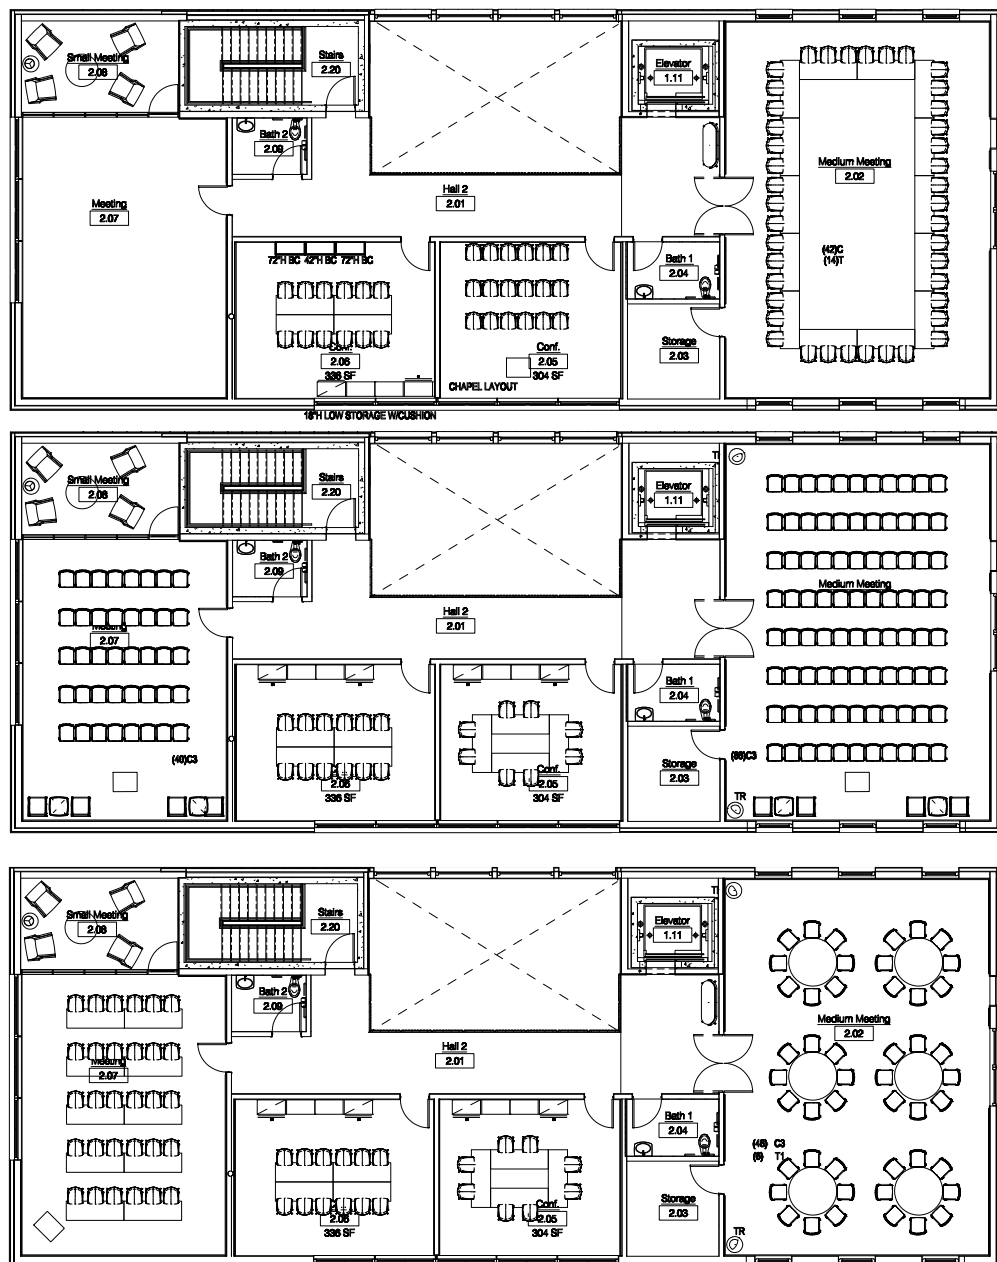 Small Meeting
2.08
Stairs
2.20
Elevator
1.11
Bath 2
2.09
Medium Meeting
2.02
Meeting
2.07
Hall 2
2.01
(42)C
(14)T
72"H BC 42"H BC 72"H BC
Bath 1
2.04
Conf.
2.06
336 SF
Conf.
2.05
304 SF
Storage
2.03
CHAPEL LAYOUT
18"H LOW STORAGE W/CUSHION
Small Meeting
2.08
Stairs
2.20
Elevator
1.11
Bath 2
2.09
Medium Meeting
Meeting
2.07
Hall 2
2.01
Bath 1
2.04
(40)C3
2.06
336 SF
Conf.
2.05
304 SF
Storage
2.03
TR
Small Meeting
2.08
Stairs
2.20
Elevator
1.11
Bath 2
2.09
Medium Meeting
2.02
Meeting
2.07
Hall 2
2.01
Bath 1
2.04
(48) C3
T1
2.06
336 SF
Conf.
2.05
304 SF
Storage
2.03
TR